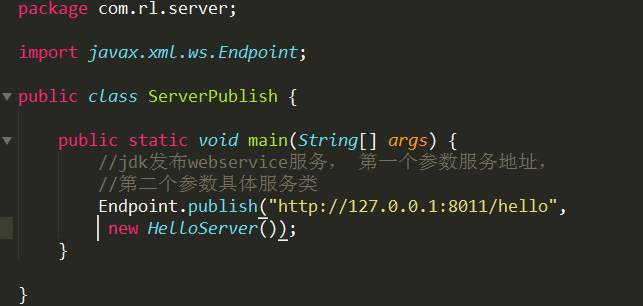 package com.rl.server;
import javax.xml.ws.Endpoint;
public class ServerPublish {
public static void main(String[] args) {
//jdk发布webservice服务， 第一个参数服务地址，
//第二个参数具体服务类
Endpoint.publish("http://127.0.0.1:8011/hello",
new HelloServer());
}
}